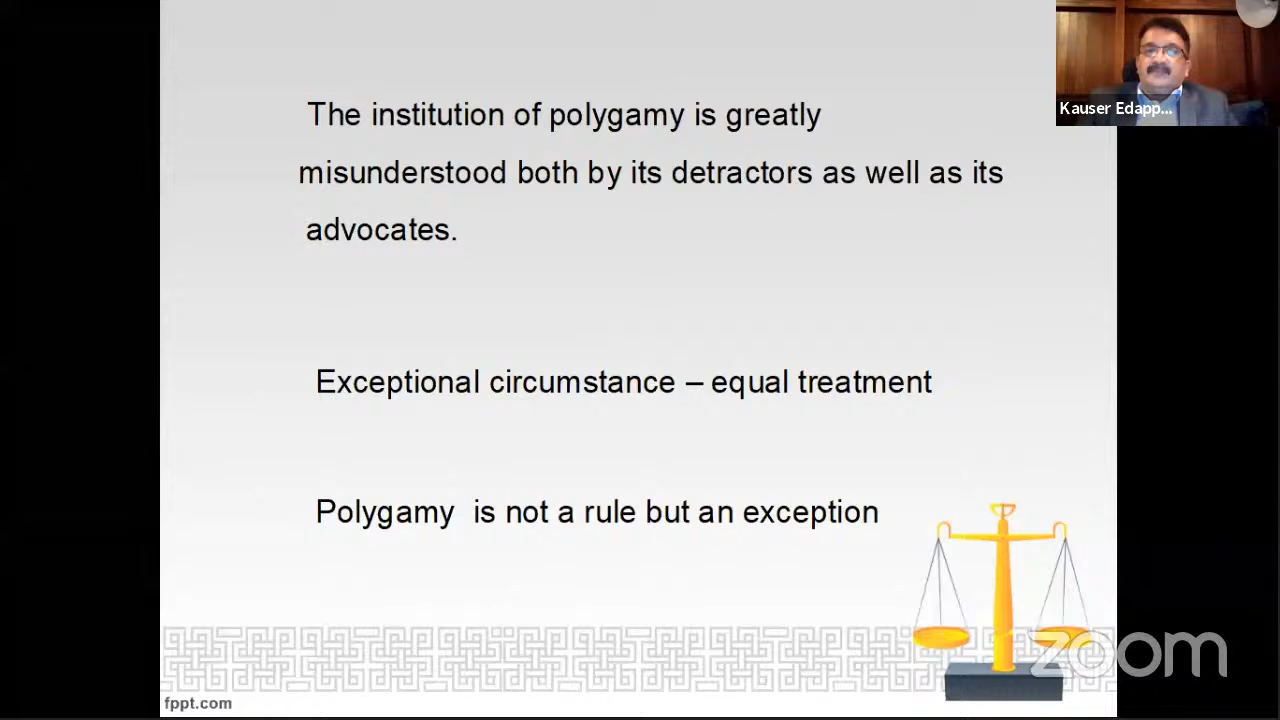 The institution of polygamy is greatly
misunderstood both by its detractors as well as its
advocates.
Exceptional circumstance – equal treatment
Polygamy is not a rule but an exception
Kauser Edapp...
fppt.com
zoom